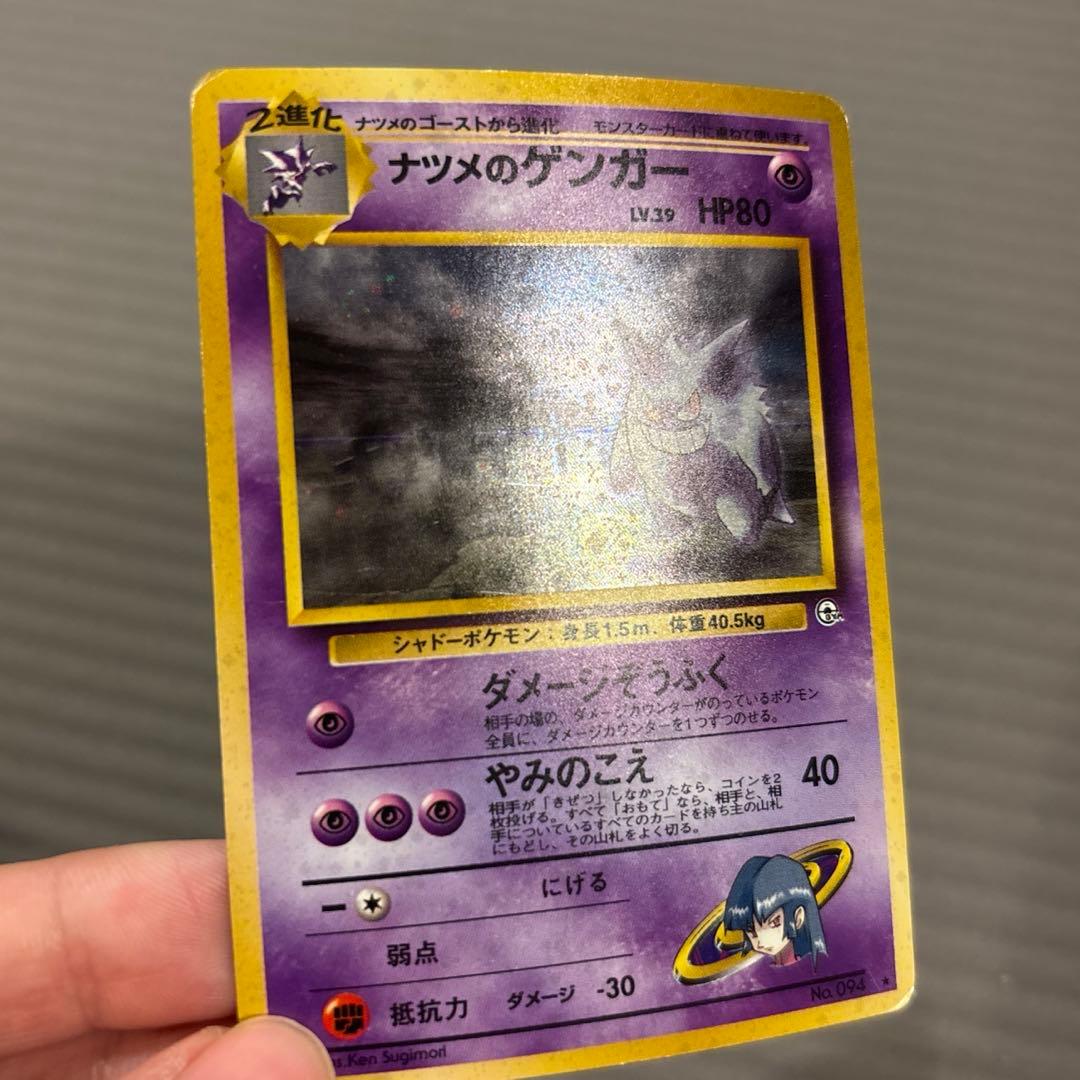 2進化
ナツメのゴーストから進化 モンスターカードに重ねて使います。
ナツメのゲンガー
LV.39 HP80
シャドーポケモン：身長1.5m、体重40.5kg
ダメージぞうふく
相手の場の、ダメージカウンターがのっているポケモン
全員に、ダメージカウンターを1つずつのせる。
やみのこえ 40
相手が「きぜつ」しなかったなら、コインを2
枚投げる。すべて「おもて」なら、相手と、相
手についているすべてのカードを持ち主の山札
にもどし、その山札をよく切る。
にげる
弱点
抵抗力 ダメージ -30
No.094
Ken Sugimori